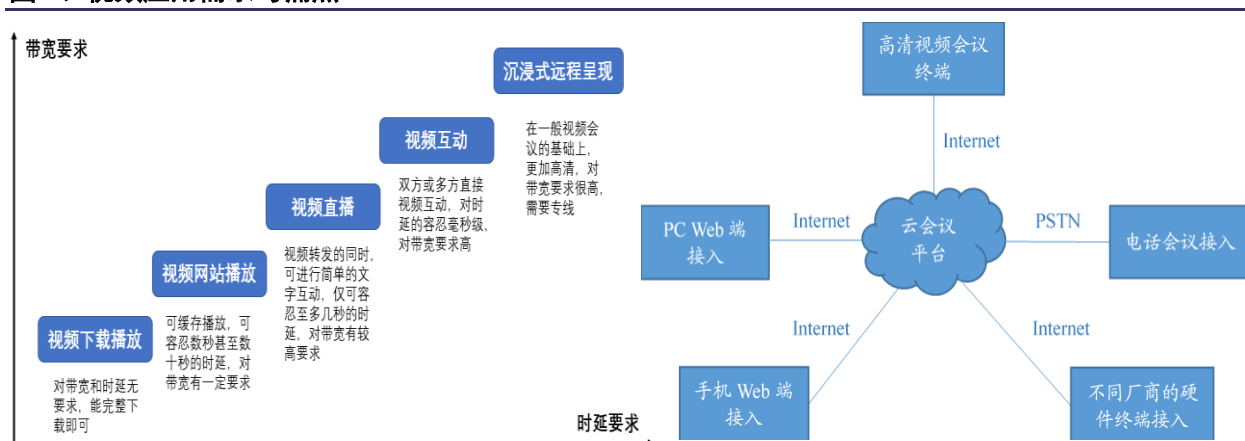 带宽要求
沉浸式远程呈现
在一般视频会
议的基础上，
更加高清，对
带宽要求很高，
需要专线
视频互动
双方或多方直接
视频互动，对时
延的容忍毫秒级，
对带宽要求高
视频直播
视频转发的同时，
可进行简单的文
字互动，仅可容
忍至多几秒的时
延，对带宽有较
高要求
视频网站播放
可缓存播放，可
容忍数秒甚至数
十秒的时延，对
带宽有一定要求
视频下载播放
对带宽和时延无
要求，能完整下
载即可
时延要求
高清视频会议
终端
Internet
PC Web 端
接入
Internet
云会议
平台
PSTN
电话会议接入
Internet
Internet
手机 Web 端
接入
不同厂商的硬
件终端接入